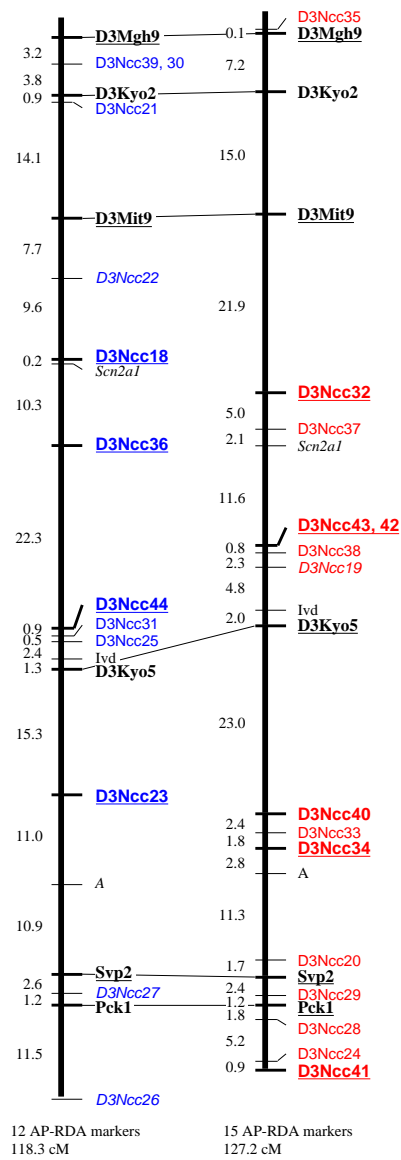 D3Mgh9
3.2
D3Ncc39, 30
3.8
D3Kyo2
0.9
D3Ncc21
14.1
D3Mit9
7.7
D3Ncc22
9.6
D3Ncc18
0.2
Scn2a1
10.3
D3Ncc36
22.3
D3Ncc44
0.9
D3Ncc31
0.5
D3Ncc25
2.4
Ivd
1.3
D3Kyo5
15.3
D3Ncc23
11.0
A
10.9
Svp2
2.6
D3Ncc27
1.2
Pck1
11.5
D3Ncc26
12 AP-RDA markers
118.3 cM
D3Ncc35
0.1
D3Mgh9
7.2
D3Kyo2
15.0
D3Mit9
21.9
D3Ncc32
5.0
D3Ncc37
2.1
Scn2a1
11.6
D3Ncc43, 42
0.8
D3Ncc38
2.3
D3Ncc19
4.8
Ivd
2.0
D3Kyo5
23.0
D3Ncc40
2.4
D3Ncc33
1.8
D3Ncc34
2.8
A
11.3
D3Ncc20
1.7
Svp2
2.4
D3Ncc29
1.2
Pck1
1.8
D3Ncc28
5.2
D3Ncc24
0.9
D3Ncc41
15 AP-RDA markers
127.2 cM